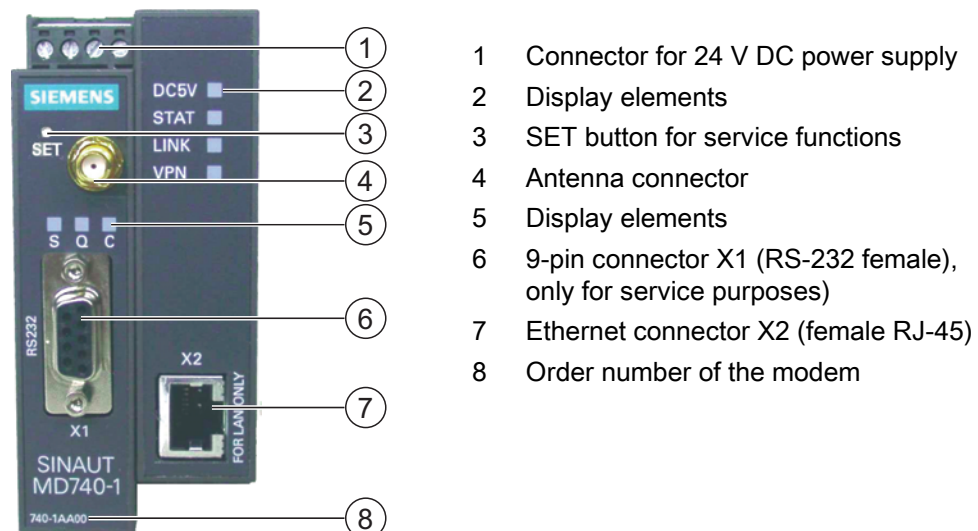 SIEMENS
SET
S Q C
RS232
X1
SINAUT
MD740-1
740-1AA00
DC5V
STAT
LINK
VPN
X2
FOR LAN ONLY
1
2
3
4
5
6
7
8
1 Connector for 24 V DC power supply
2 Display elements
3 SET button for service functions
4 Antenna connector
5 Display elements
6 9-pin connector X1 (RS-232 female),
only for service purposes)
7 Ethernet connector X2 (female RJ-45)
8 Order number of the modem